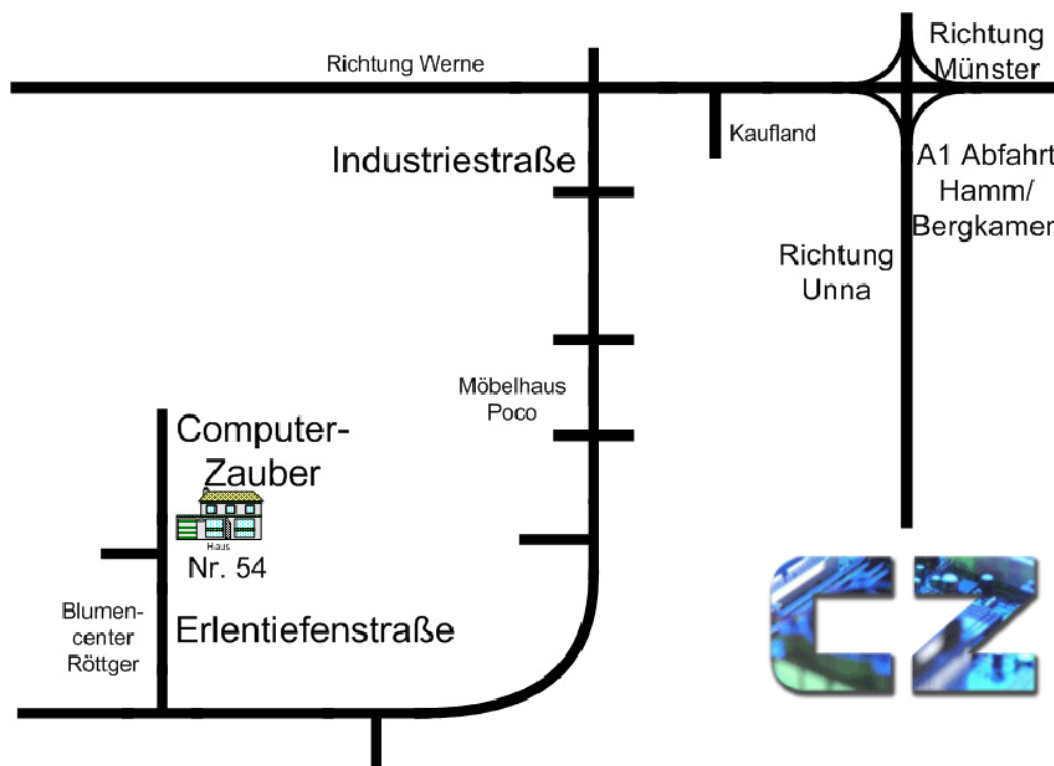 Richtung
Münster
Richtung Werne
Kaufland
Industriestraße
A1 Abfahrt
Hamm/
Bergkamen
Richtung
Unna
Möbelhaus
Poco
Computer-
Zauber
Haus
Nr. 54
Blumen-
center
Röttger
Erlentiefenstraße
CZ